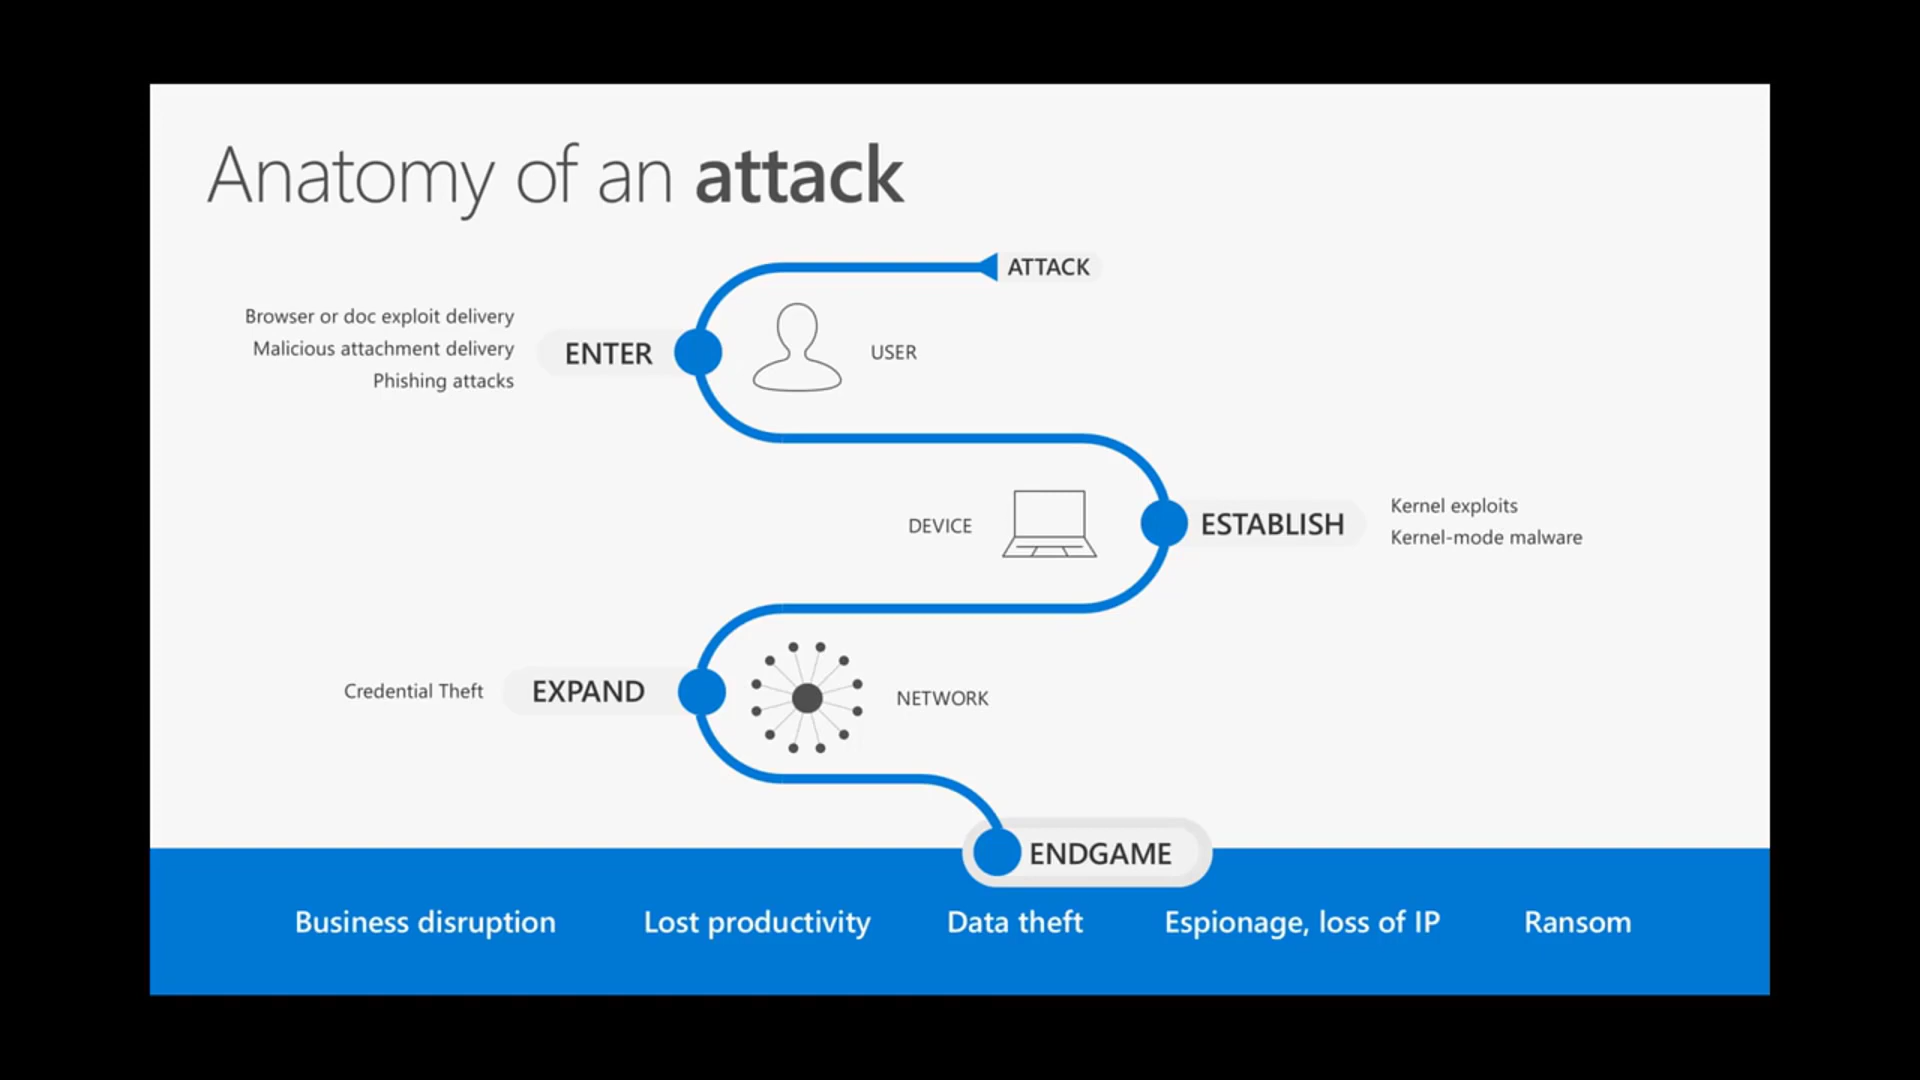 Anatomy of an attack
ATTACK
Browser or doc exploit delivery
Malicious attachment delivery
Phishing attacks
ENTER
USER
DEVICE
ESTABLISH
Kernel exploits
Kernel-mode malware
Credential Theft
EXPAND
NETWORK
ENDGAME
Business disruption
Lost productivity
Data theft
Espionage, loss of IP
Ransom